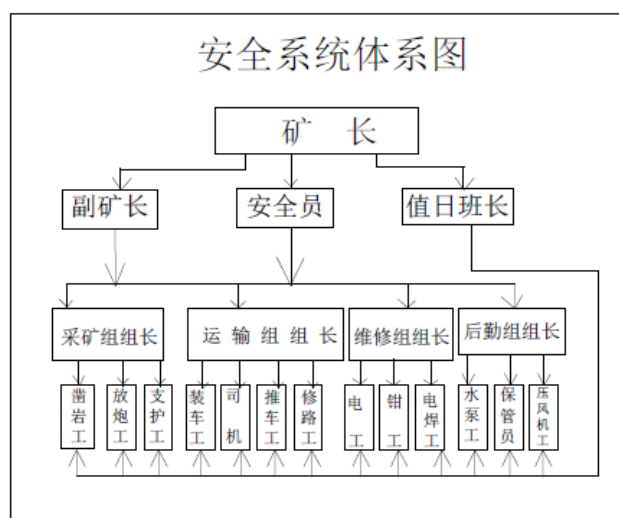 安全系统体系图
矿 长
副矿长
安全员
值日班长
采矿组组长
运输组组长
维修组组长
后勤组组长
凿岩工
放炮工
支护工
装车工
司机
推车工
修路工
电工
钳工
电焊工
水泵工
保管员
压风机工